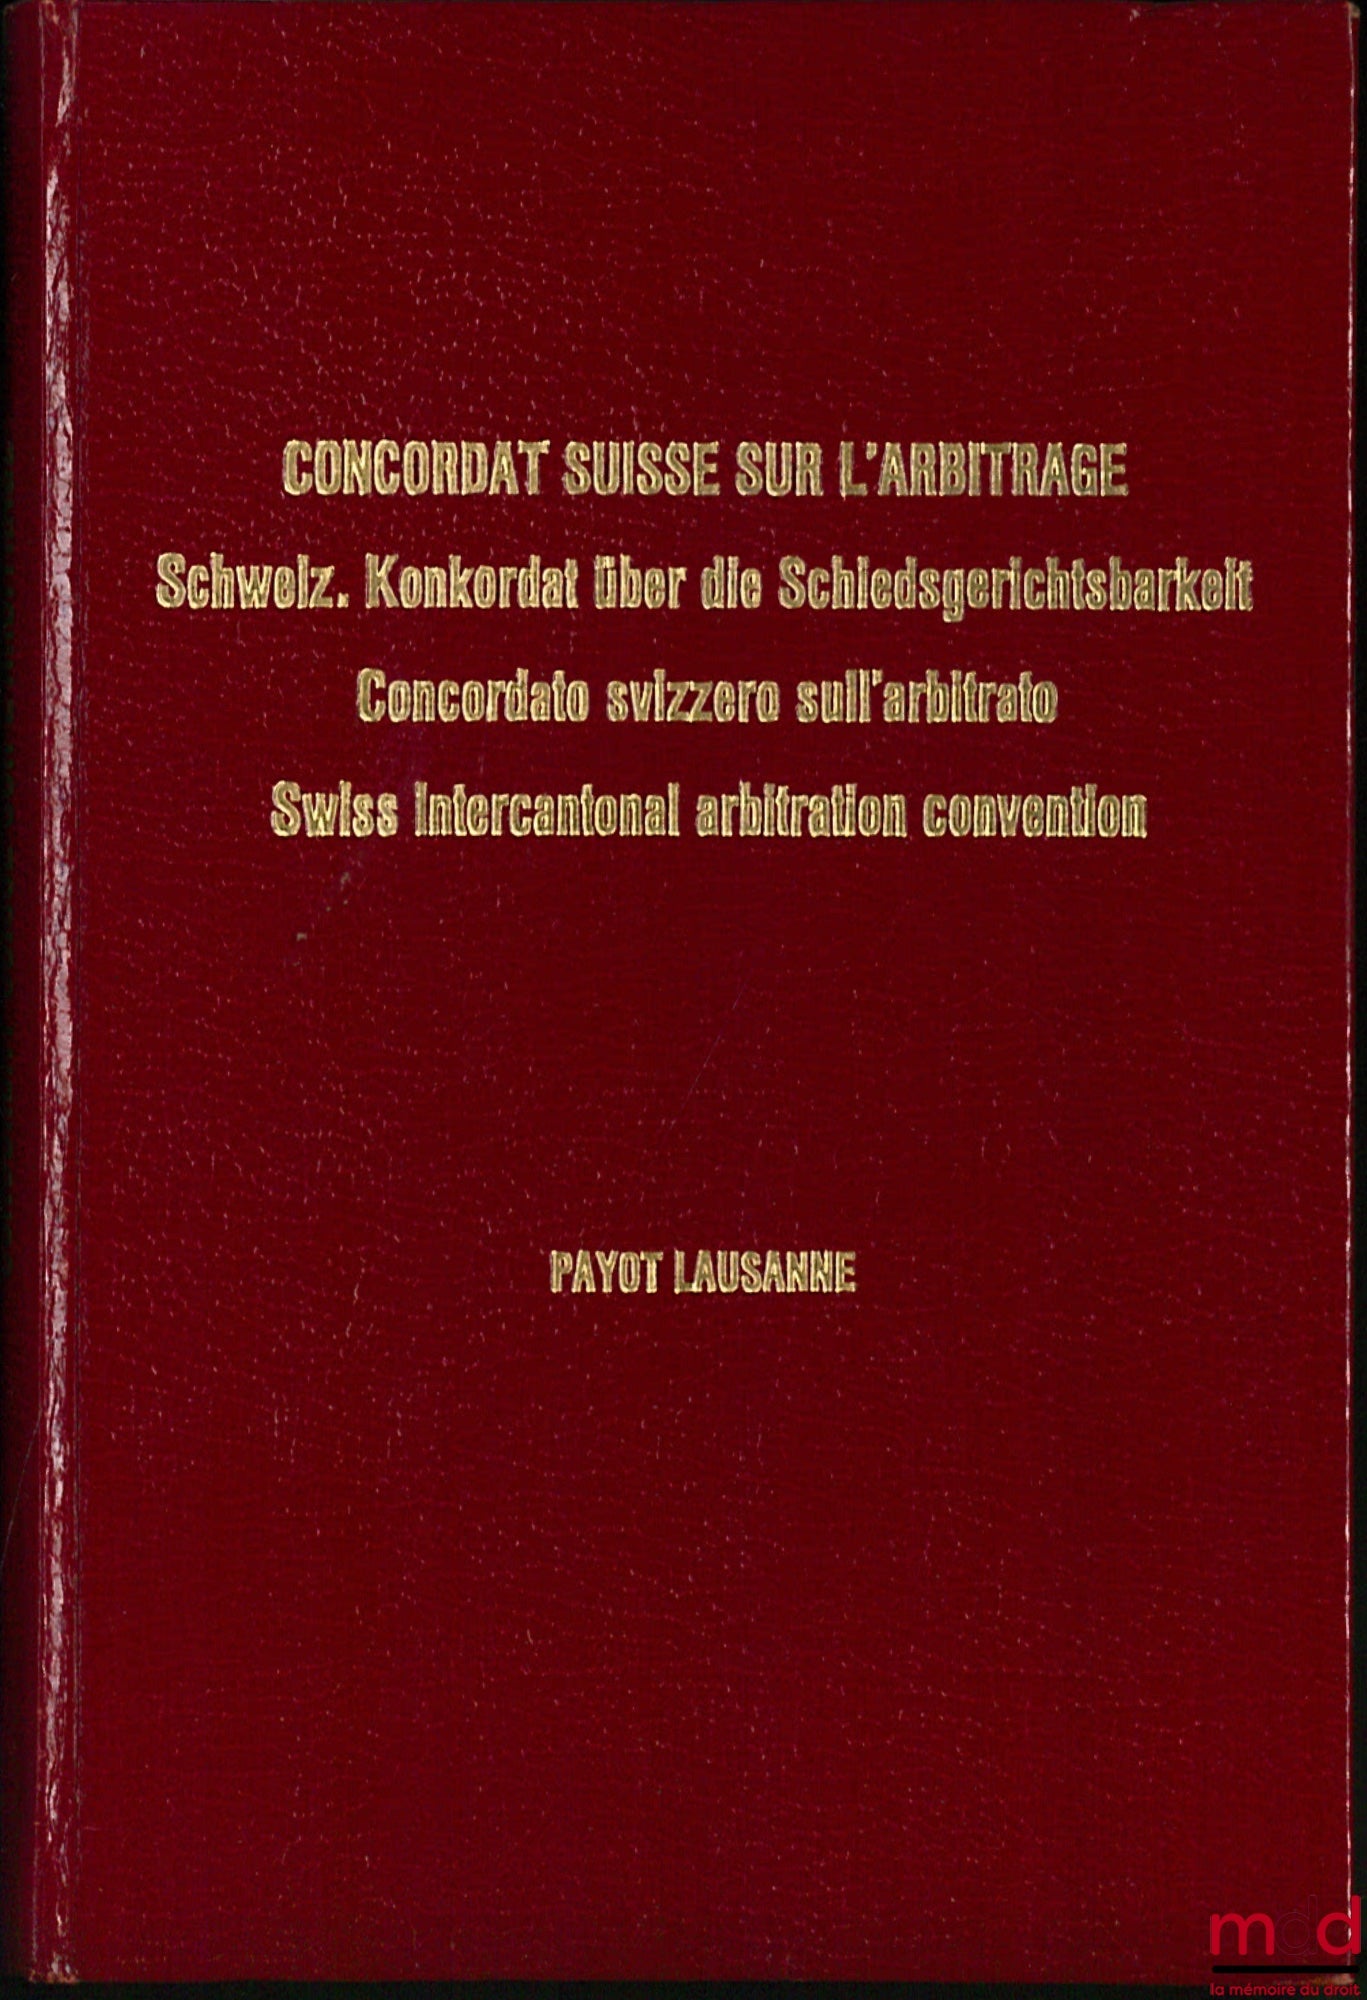 CONCORDAT SUISSE SUR L'ARBITRAGE
Schweiz. Konkordat über die Schiedsgerichtsbarkeit
Concordato svizzero sull'arbitrato
Swiss intercantonal arbitration convention
PAYOT LAUSANNE
mdd
la mémoire du droit